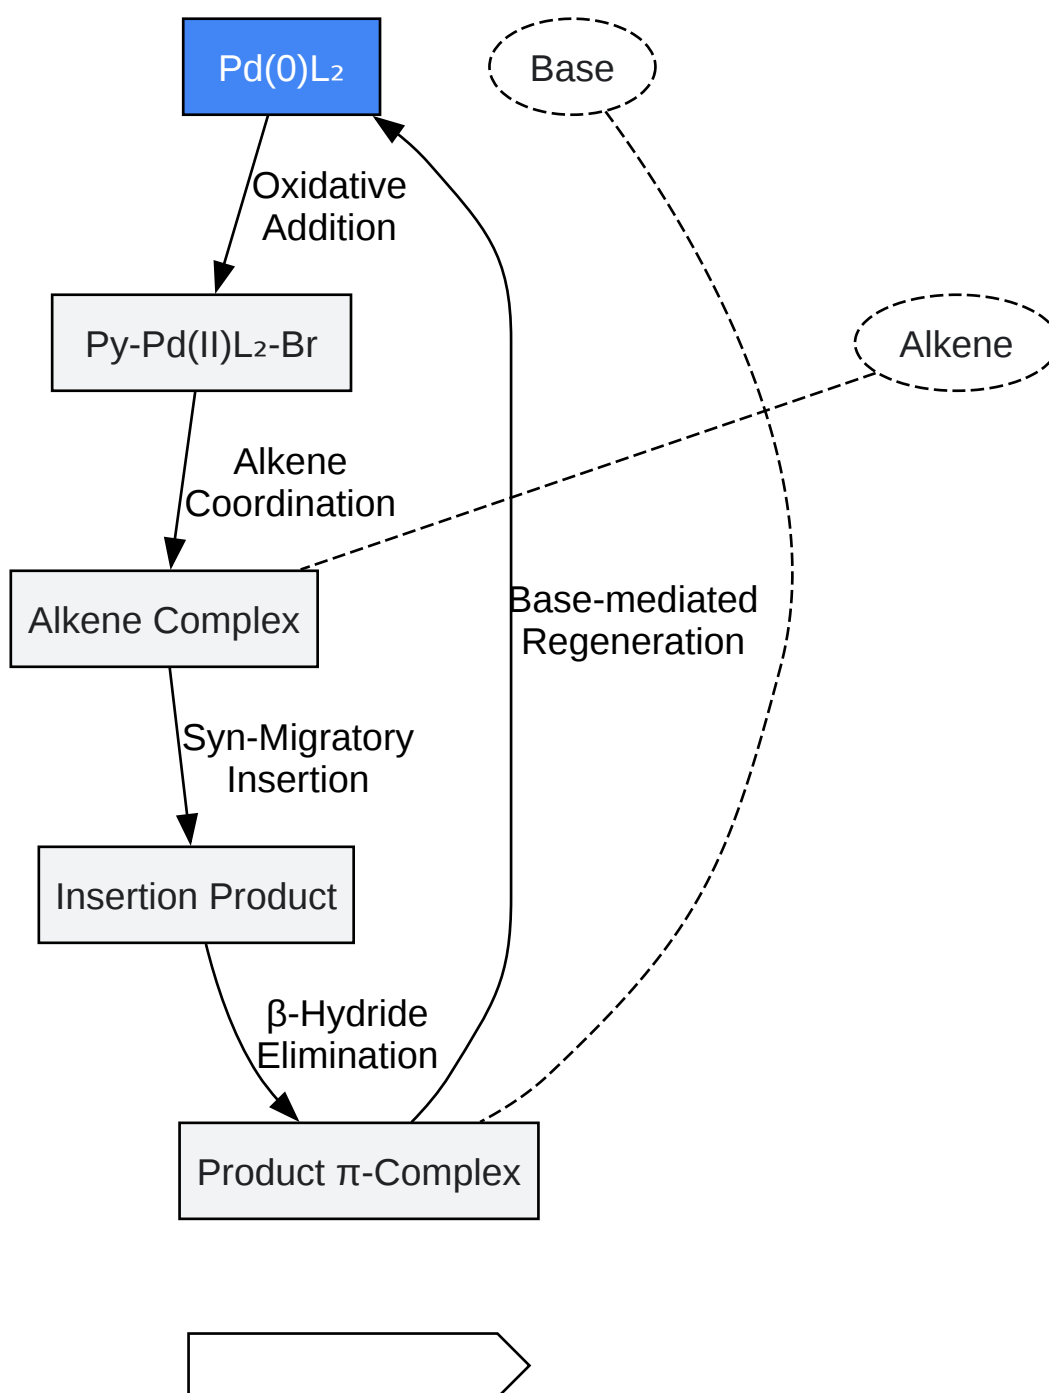 Pd(0)L₂
Base
Oxidative
Addition
Py-Pd(II)L₂-Br
Alkene
Alkene
Coordination
Alkene Complex
Base-mediated
Regeneration
Syn-Migratory
Insertion
Insertion Product
β-Hydride
Elimination
Product π-Complex